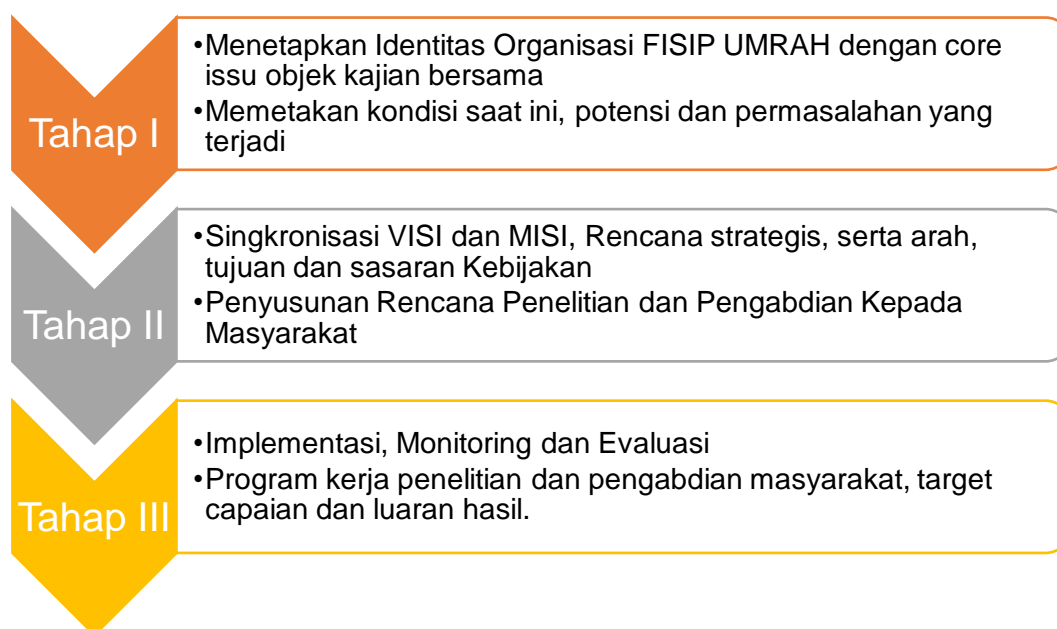 Tahap I
•Menetapkan Identitas Organisasi FISIP UMRAH dengan core
issu objek kajian bersama
•Memetakan kondisi saat ini, potensi dan permasalahan yang
terjadi
Tahap II
•Singkronisasi VISI dan MISI, Rencana strategis, serta arah,
tujuan dan sasaran Kebijakan
•Penyusunan Rencana Penelitian dan Pengabdian Kepada
Masyarakat
Tahap III
•Implementasi, Monitoring dan Evaluasi
•Program kerja penelitian dan pengabdian masyarakat, target
capaian dan luaran hasil.